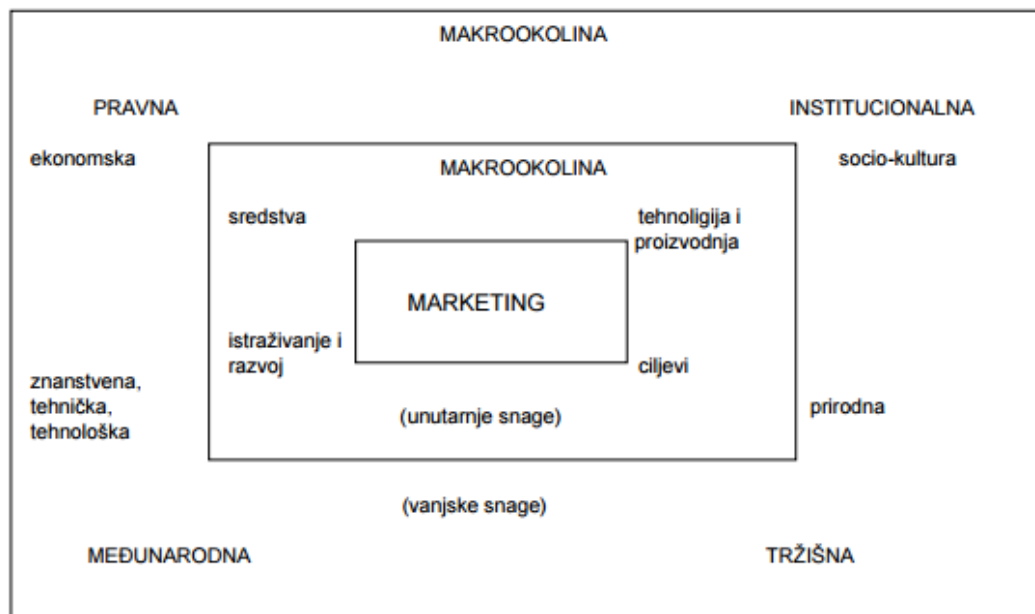 MAKROOKOLINA
PRAVNA
INSTITUCIONALNA
ekonomska
socio-kultura
MAKROOKOLINA
sredstva
tehnoligija i
proizvodnja
MARKETING
istraživanje i
razvoj
ciljevi
znanstvena,
tehnička,
tehnološka
prirodna
(unutarnje snage)
(vanjske snage)
MEĐUNARODNA
TRŽIŠNA